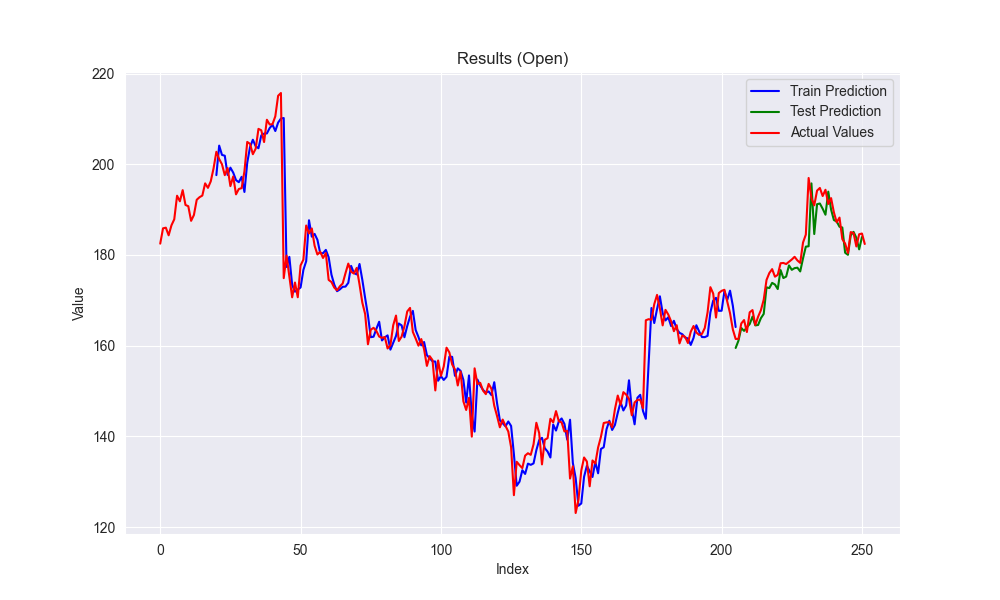 Results (Open)
220
200
180
160
140
120
Value
0
50
100
150
200
250
Index
Train Prediction
Test Prediction
Actual Values